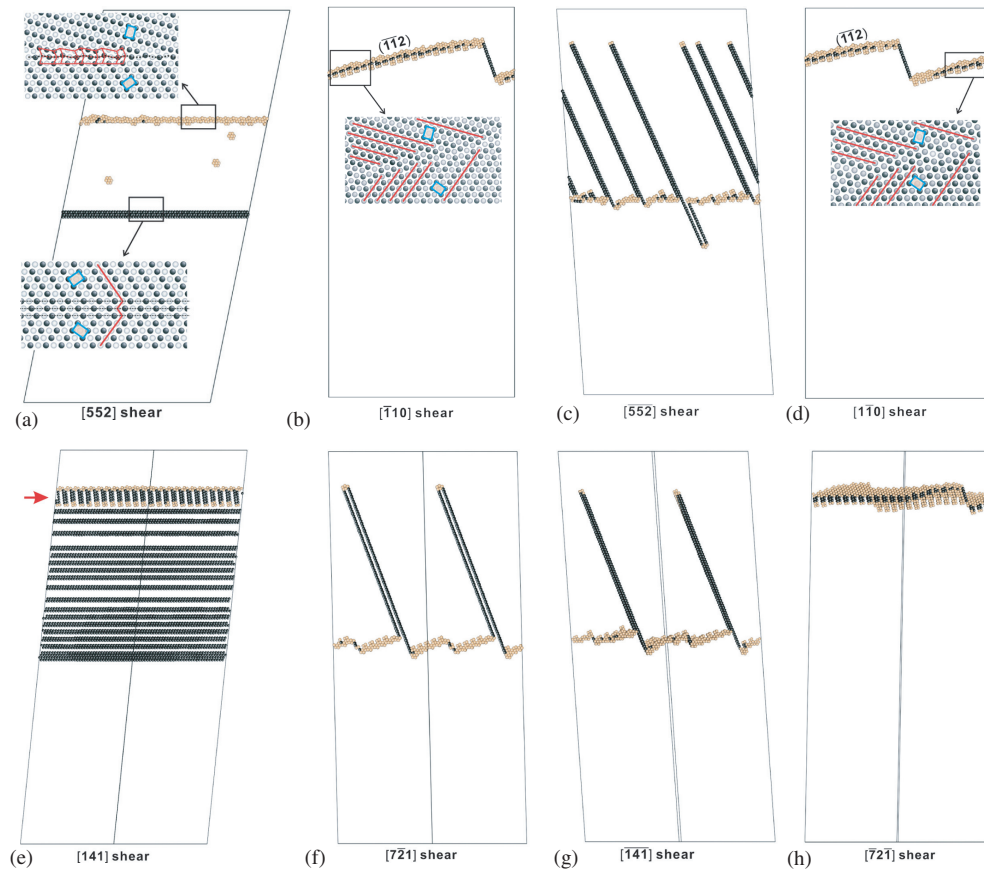 (1̄1̄2)
(1̄1̄2)
(a) [552] shear
(b) [1̄10] shear
(c) [5̄5̄2̄] shear
(d) [11̄0] shear
(e) [141] shear
(f) [72̄1] shear
(g) [1̄4̄1̄] shear
(h) [7̄21̄] shear